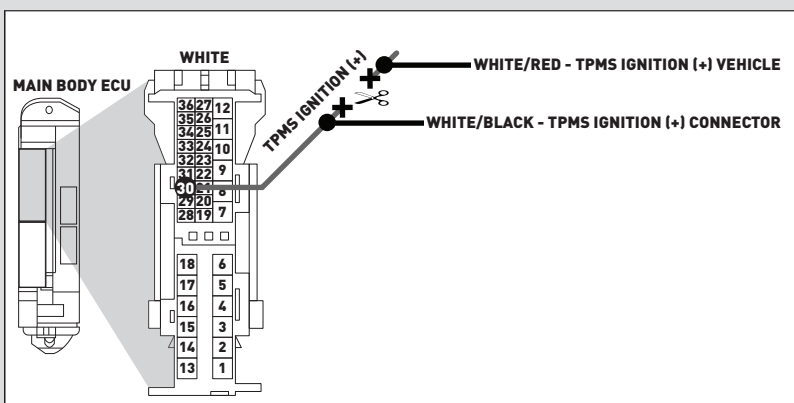 WHITE
MAIN BODY ECU
TPMS IGNITION (+)
WHITE/RED - TPMS IGNITION (+) VEHICLE
WHITE/BLACK - TPMS IGNITION (+) CONNECTOR
36 27 12
35 26
34 25 11
33 24 10
32 23
31 22 9
30 21 8
29 20
28 19 7
18 6
17 5
16 4
15 3
14 2
13 1